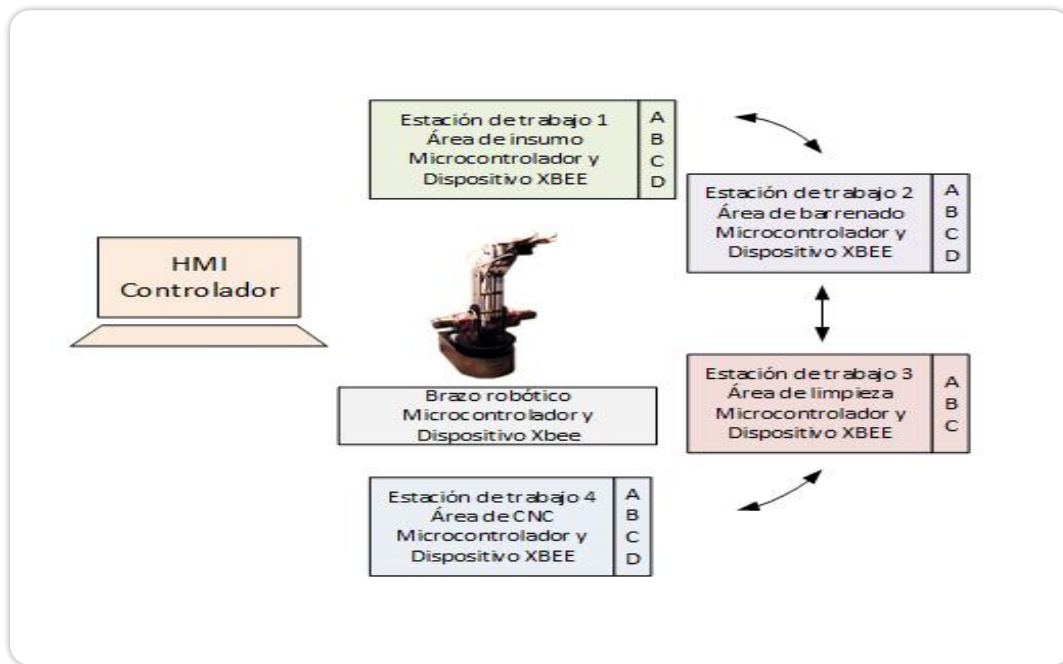 Estación de trabajo 1
Área de insumo
Microcontrolador y
Dispositivo XBEE
A
B
C
D
Estación de trabajo 2
Área de barrenado
Microcontrolador y
Dispositivo XBEE
A
B
C
D
HMI
Controlador
Brazo robótico
Microcontrolador y
Dispositivo Xbee
Estación de trabajo 3
Área de limpieza
Microcontrolador y
Dispositivo XBEE
A
B
C
Estación de trabajo 4
Área de CNC
Microcontrolador y
Dispositivo XBEE
A
B
C
D